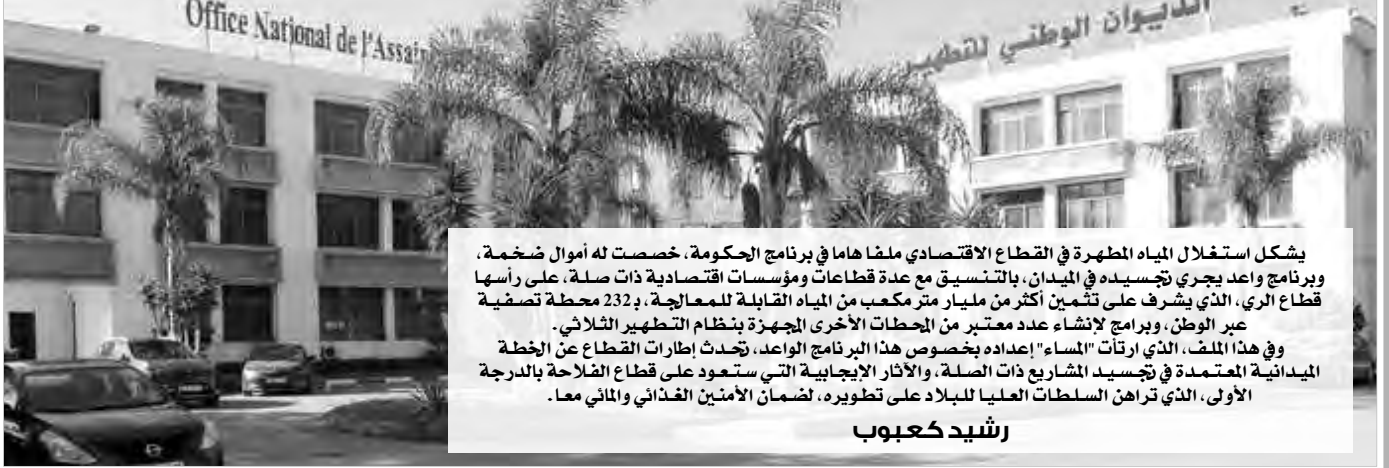 Office National de l'Assai
الديوان الوطني للتطهير
يشكل استغلال المياه المطهرة في القطاع الاقتصادي ملفا هاما في برنامج الحكومة، خصصت له أموال ضخمة،
وبرنامج واعد يجري تجسيده في الميدان، بالتنسيق مع عدة قطاعات ومؤسسات اقتصادية ذات صلة، على رأسها
قطاع الري، الذي يشرف على تثمين أكثر من مليار متر مكعب من المياه القابلة للمعالجة، بـ232 محطة تصفية
عبر الوطن، وبرامج لإنشاء عدد معتبر من المحطات الأخرى المجهزة بنظام التطهير الثلاثي.
وفي هذا الملف، الذي ارتأت "المساء" إعداده بخصوص هذا البرنامج الواعد، تحدث إطارات القطاع عن الخطة
الميدانية المعتمدة في تجسيد المشاريع ذات الصلة، والآثار الإيجابية التي ستعود على قطاع الفلاحة بالدرجة
الأولى، الذي تراهن السلطات العليا للبلاد على تطويره، لضمان الأمنين الغذائي والمائي معا.
رشيد كعبوب